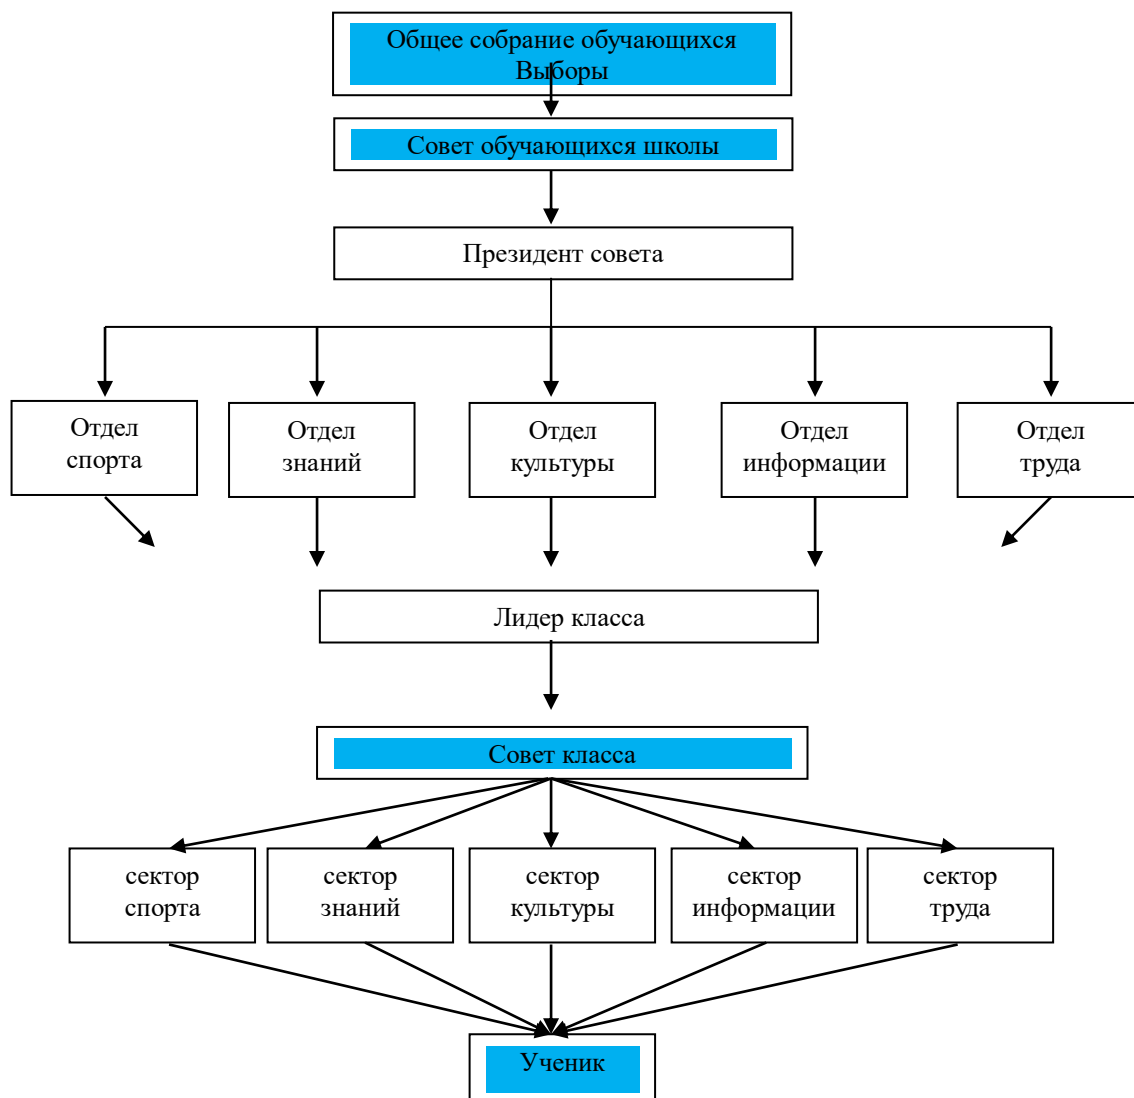 Общее собрание обучающихся
Выборы
Совет обучающихся школы
Президент совета
Отдел
спорта
Отдел
знаний
Отдел
культуры
Отдел
информации
Отдел
труда
Лидер класса
Совет класса
сектор
спорта
сектор
знаний
сектор
культуры
сектор
информации
сектор
труда
Ученик